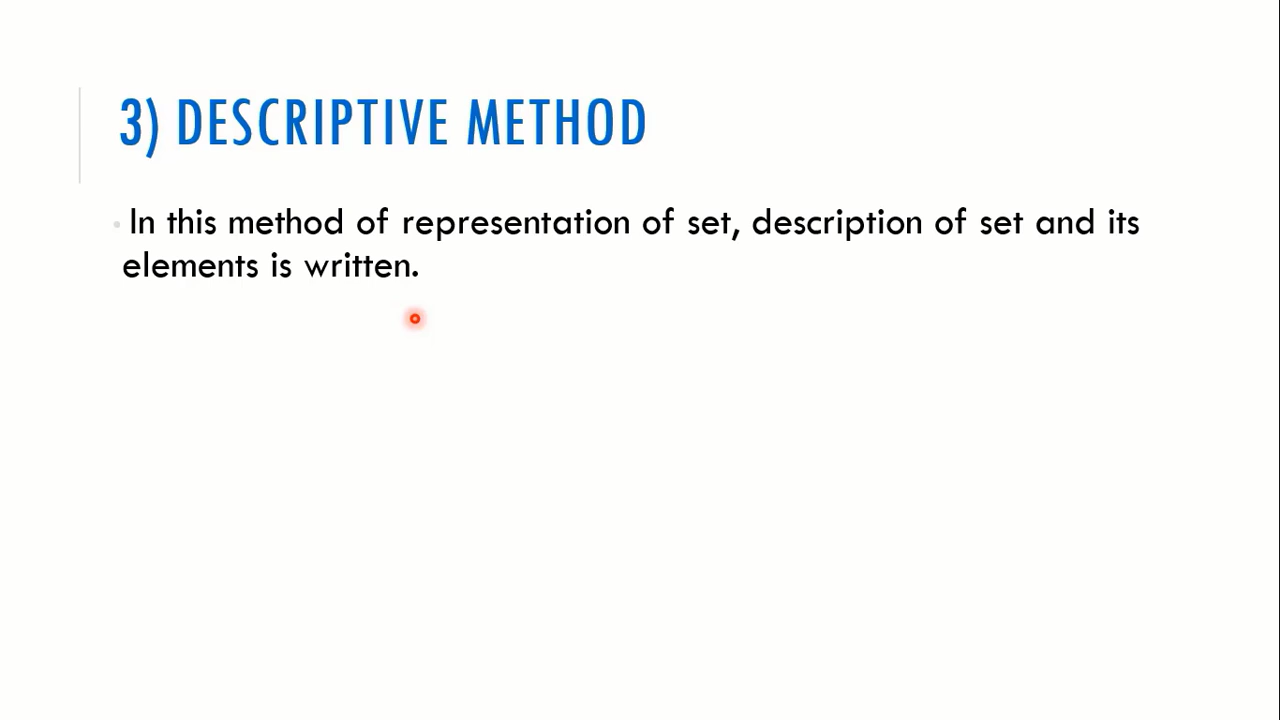 3) DESCRIPTIVE METHOD
In this method of representation of set, description of set and its
elements is written.